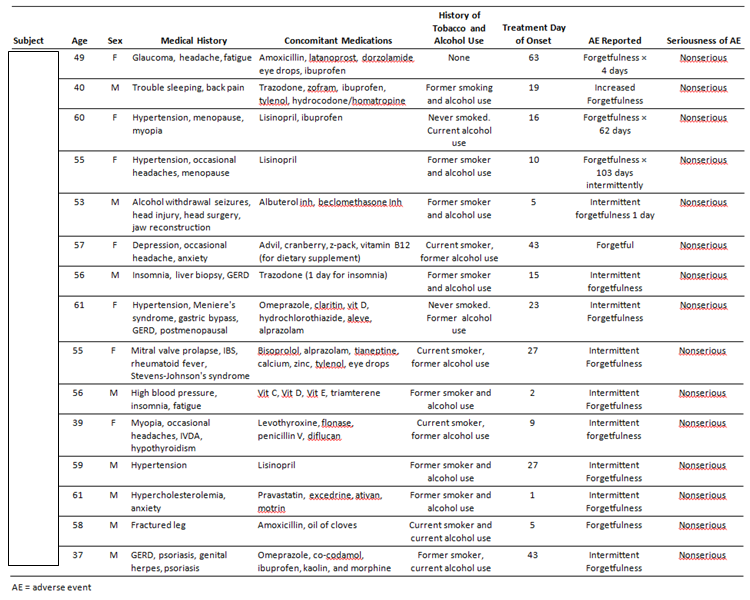 Subject Age Sex Medical History Concomitant Medications History of Tobacco and Alcohol Use Treatment Day of Onset AE Reported Seriousness of AE
49 F Glaucoma, headache, fatigue Amoxicillin, latanoprost, dorzolamide eye drops, ibuprofen None 63 Forgetfulness × 4 days Nonserious
40 M Trouble sleeping, back pain Trazodone, zofram, ibuprofen, tylenol, hydrocodone/homatropine Former smoking and alcohol use 19 Increased Forgetfulness Nonserious
60 F Hypertension, menopause, myopia Lisinopril, ibuprofen Never smoked. Current alcohol use 16 Forgetfulness × 62 days Nonserious
55 F Hypertension, occasional headaches, menopause Lisinopril Former smoker and alcohol use 10 Forgetfulness × 103 days intermittently Nonserious
53 M Alcohol withdrawal seizures, head injury, head surgery, jaw reconstruction Albuterol inh, beclomethasone Inh Former smoker and alcohol use 5 Intermittent forgetfulness 1 day Nonserious
57 F Depression, occasional headache, anxiety Advil, cranberry, z-pack, vitamin B12 (for dietary supplement) Current smoker, former alcohol use 43 Forgetful Nonserious
56 M Insomnia, liver biopsy, GERD Trazodone (1 day for insomnia) Former smoker and alcohol use 15 Intermittent forgetfulness Nonserious
61 F Hypertension, Meniere's syndrome, gastric bypass, GERD, postmenopausal Omeprazole, claritin, vit D, hydrochlorothiazide, aleve, alprazolam Never smoked. Former alcohol use 23 Intermittent Forgetfulness Nonserious
55 F Mitral valve prolapse, IBS, rheumatoid fever, Stevens-Johnson's syndrome Bisoprolol, alprazolam, tianeptine, calcium, zinc, tylenol, eye drops Current smoker, former alcohol use 27 Intermittent Forgetfulness Nonserious
56 M High blood pressure, insomnia, fatigue Vit C, Vit D, Vit E, triamterene Former smoker and alcohol use 2 Intermittent Forgetfulness Nonserious
39 F Myopia, occasional headaches, IVDA, hypothyroidism Levothyroxine, flonase, penicillin V, diflucan Current smoker, former alcohol use 9 Intermittent forgetfulness Nonserious
59 M Hypertension Lisinopril Former smoker and alcohol use 27 Intermittent Forgetfulness Nonserious
61 M Hypercholesterolemia, anxiety Pravastatin, excedrine, ativan, motrin Former smoker and alcohol use 1 Intermittent Forgetfulness Nonserious
58 M Fractured leg Amoxicillin, oil of cloves Current smoker and current alcohol use 5 Forgetfulness Nonserious
37 M GERD, psoriasis, genital herpes, psoriasis Omeprazole, co-codamol, ibuprofen, kaolin, and morphine Former smoker, current alcohol use 43 Intermittent Forgetfulness Nonserious
AE = adverse event